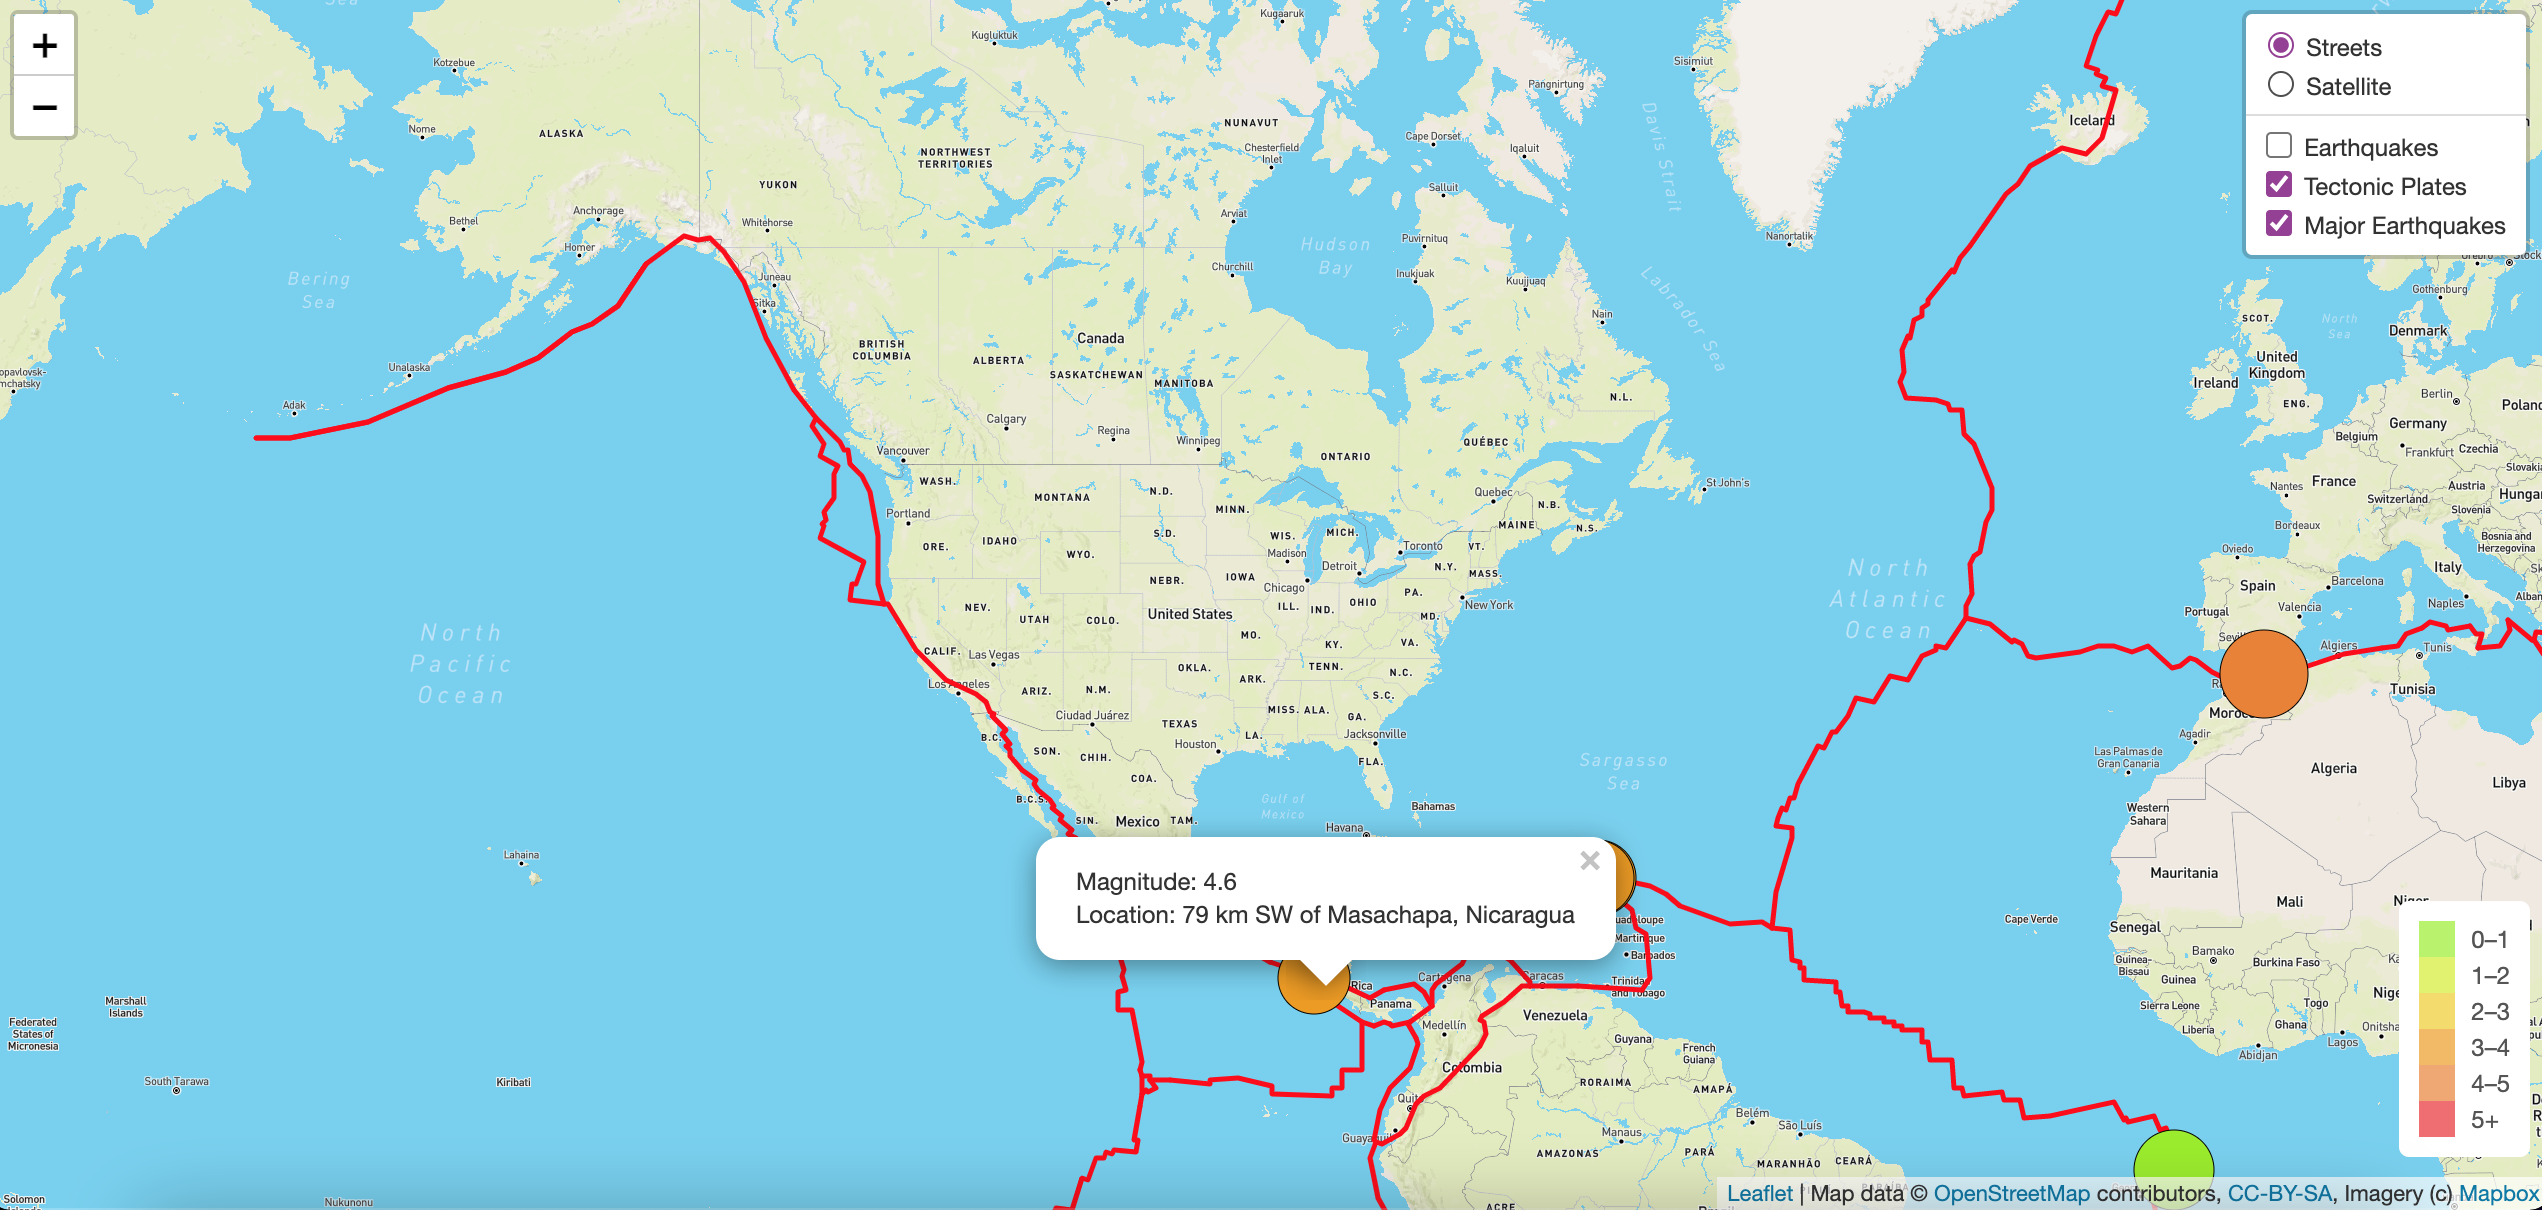 Sea
Kugaaruk
Kugluktuk
Kotzebue
Sisimiut
Pangnirtung
Nome
ALASKA
NUNAVUT
Cape Dorset
Iceland
Chesterfield
Inlet
Iqaluit
NORTHWEST
TERRITORIES
Davis Strait
YUKON
Salluit
Bethel
Anchorage
Whitehorse
Arviat
Homer
Puvirnituq
Nanortalik
Hudson
Bay
Bering
Sea
Juneau
Churchill
Inukjuak
Kuujjuaq
Sitka
Labrador Sea
Nain
Gothenburg
SCOT.
North
Sea
Denmark
BRITISH
COLUMBIA
Canada
ALBERTA
SASKATCHEWAN
MANITOBA
Unalaska
United
Kingdom
Ireland
ENG.
Berlin
Poland
Adak
N.L.
Calgary
Regina
Winnipeg
QUÉBEC
Germany
Belgium
Frankfurt
Czechia
Vancouver
ONTARIO
WASH.
MONTANA
N.D.
Quebec
N.B.
St John's
Nantes
France
Austria
Switzerland
Slovenia
Portland
MINN.
MAINE
N.S.
Bordeaux
ORE.
IDAHO
WYO.
S.D.
WIS.
Madison
MICH.
Toronto
VT.
Oviedo
Bosnia and
Herzegovina
NEBR.
IOWA
Chicago
Detroit
N.Y.
MASS.
North
Atlantic
Ocean
Spain
Barcelona
Italy
NEV.
UTAH
COLO.
United States
ILL.
IND.
OHIO
PA.
MD.
New York
Portugal
Valencia
Naples
North
Pacific
Ocean
CALIF.
Las Vegas
MO.
KY.
VA.
Algiers
Tunis
Los Angeles
ARIZ.
N.M.
OKLA.
ARK.
TENN.
N.C.
S.C.
Tunisia
Ciudad Juárez
TEXAS
MISS.
ALA.
GA.
Agadir
B.C.
SON.
CHIH.
Houston
LA.
Jacksonville
FLA.
Las Palmas de
Gran Canaria
Algeria
Libya
COA.
Sargasso
Sea
B.C.S.
SIN.
Mexico
TAM.
Gulf of
Mexico
Bahamas
Havana
Western
Sahara
Lahaina
Mauritania
Mali
Niger
Magnitude: 4.6
Location: 79 km SW of Masachapa, Nicaragua
×
Martinique
Barbados
Cape Verde
Senegal
Bamako
Burkina Faso
Guinea-
Bissau
Guinea
Cartagena
Caracas
Trinidad
and Tobago
Rica
Panama
Medellín
Venezuela
Guyana
French
Guiana
Sierra Leone
Liberia
Togo
Ghana
Abidjan
Lagos
Marshall
Islands
Federated
States of
Micronesia
South Tarawa
Kiribati
Colombia
RORAIMA
AMAPÁ
Quito
Belém
São Luís
Guayaquil
Manaus
AMAZONAS
PARÁ
MARANHÃO
CEARÁ
ACRE
Solomon
Nukunonu
+
−
Streets
Satellite
Earthquakes
Tectonic Plates
Major Earthquakes
0–1
1–2
2–3
3–4
4–5
5+
Leaflet | Map data © OpenStreetMap contributors, CC-BY-SA, Imagery (c) Mapbox